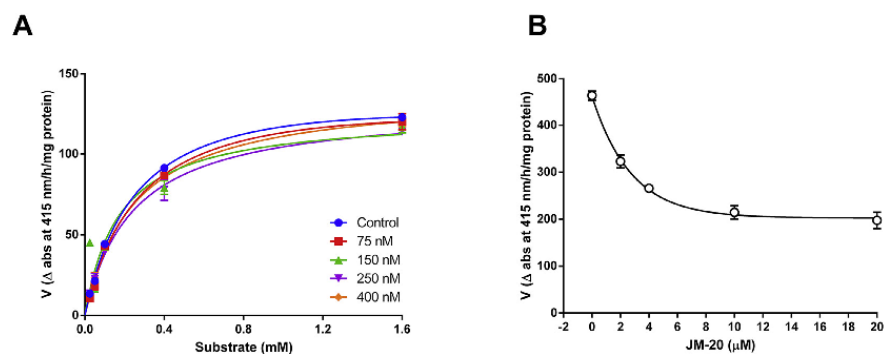 A
B
V (Δ abs at 415 nm/h/mg protein)
150
100
50
0
0.0
0.4
0.8
1.2
1.6
Substrate (mM)
Control
75 nM
150 nM
250 nM
400 nM
V (Δ abs at 415 nm/h/mg protein)
500
400
300
200
100
0
-2
0
2
4
6
8
10
12
14
16
18
20
JM-20 (μM)